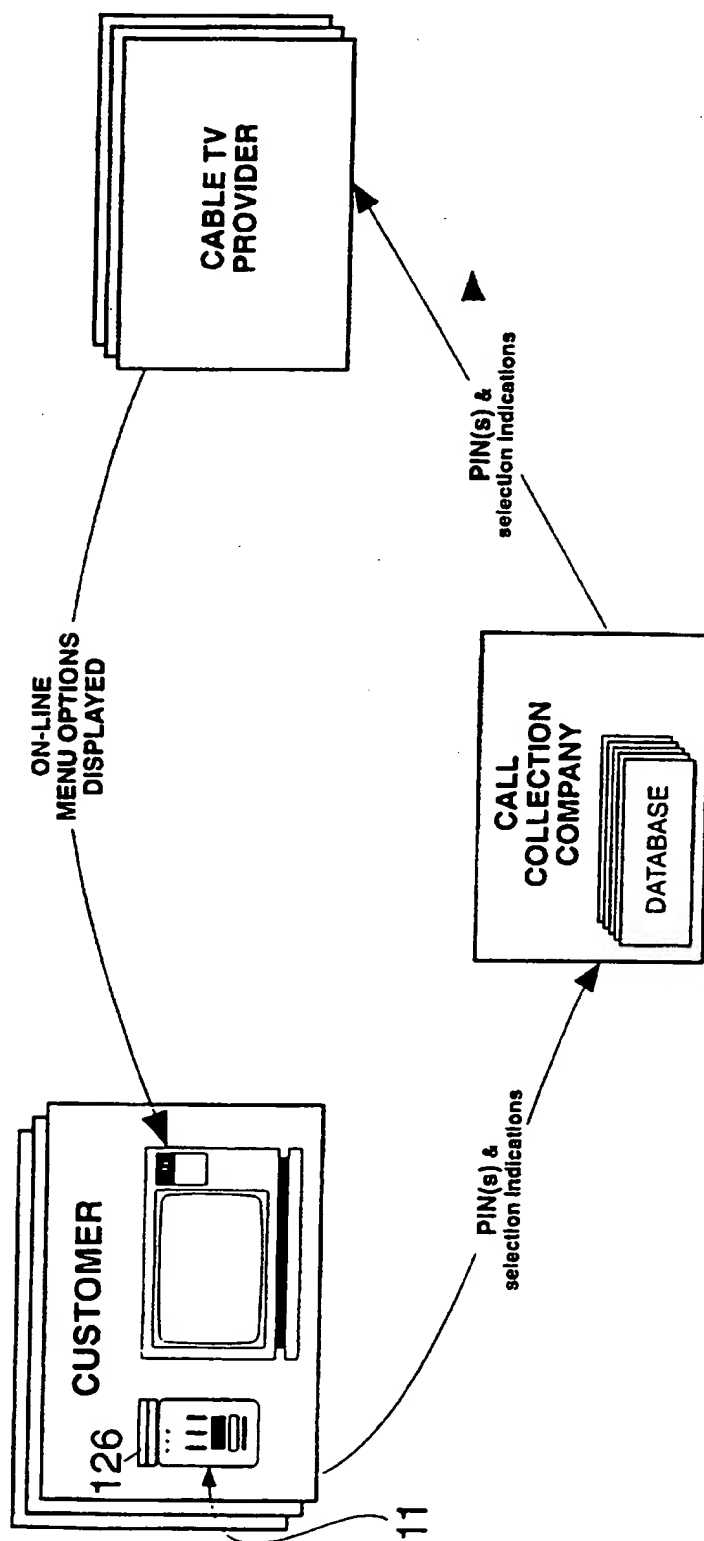 CUSTOMER
126
11
ON-LINE
MENU OPTIONS
DISPLAYED
CABLE TV
PROVIDER
PIN(s) &
selection indications
CALL
COLLECTION
COMPANY
DATABASE
PIN(s) &
selection indications